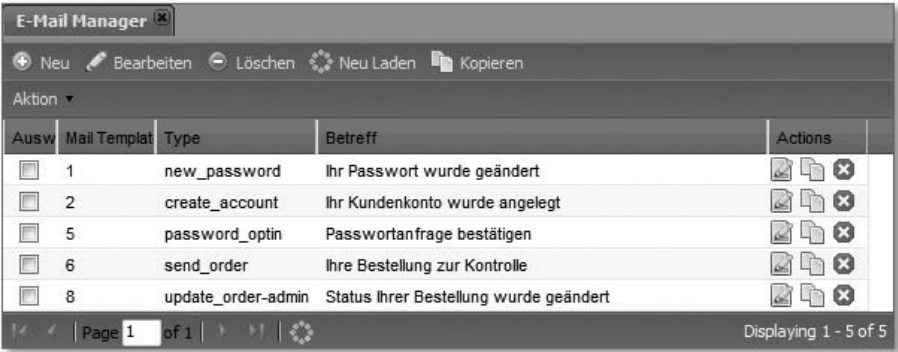 E-Mail Manager
Neu Bearbeiten Löschen Neu Laden Kopieren
Aktion
Ausw Mail Templat Type Betreff Actions
1 new_password Ihr Passwort wurde geändert
2 create_account Ihr Kundenkonto wurde angelegt
5 password_optin Passwortanfrage bestätigen
6 send_order Ihre Bestellung zur Kontrolle
8 update_order-admin Status Ihrer Bestellung wurde geändert
Page 1 of 1 Displaying 1 - 5 of 5